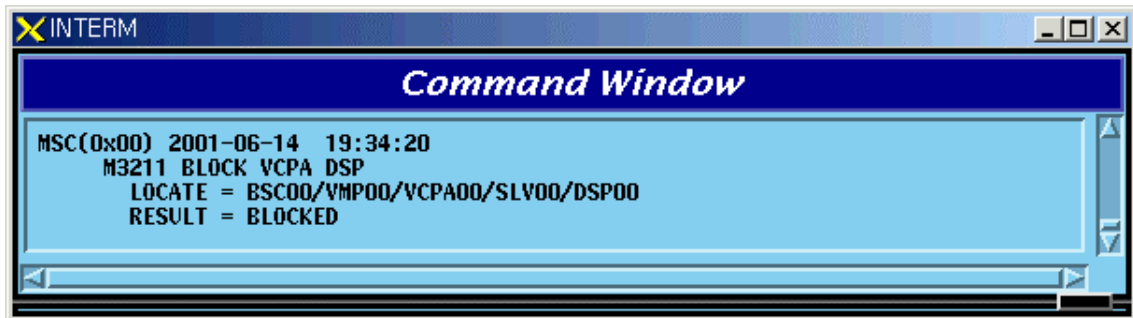 INTERM
Command Window
MSC(0x00) 2001-06-14 19:34:20
M3211 BLOCK VCPA DSP
LOCATE = BSC00/VMP00/VCPA00/SLV00/DSP00
RESULT = BLOCKED